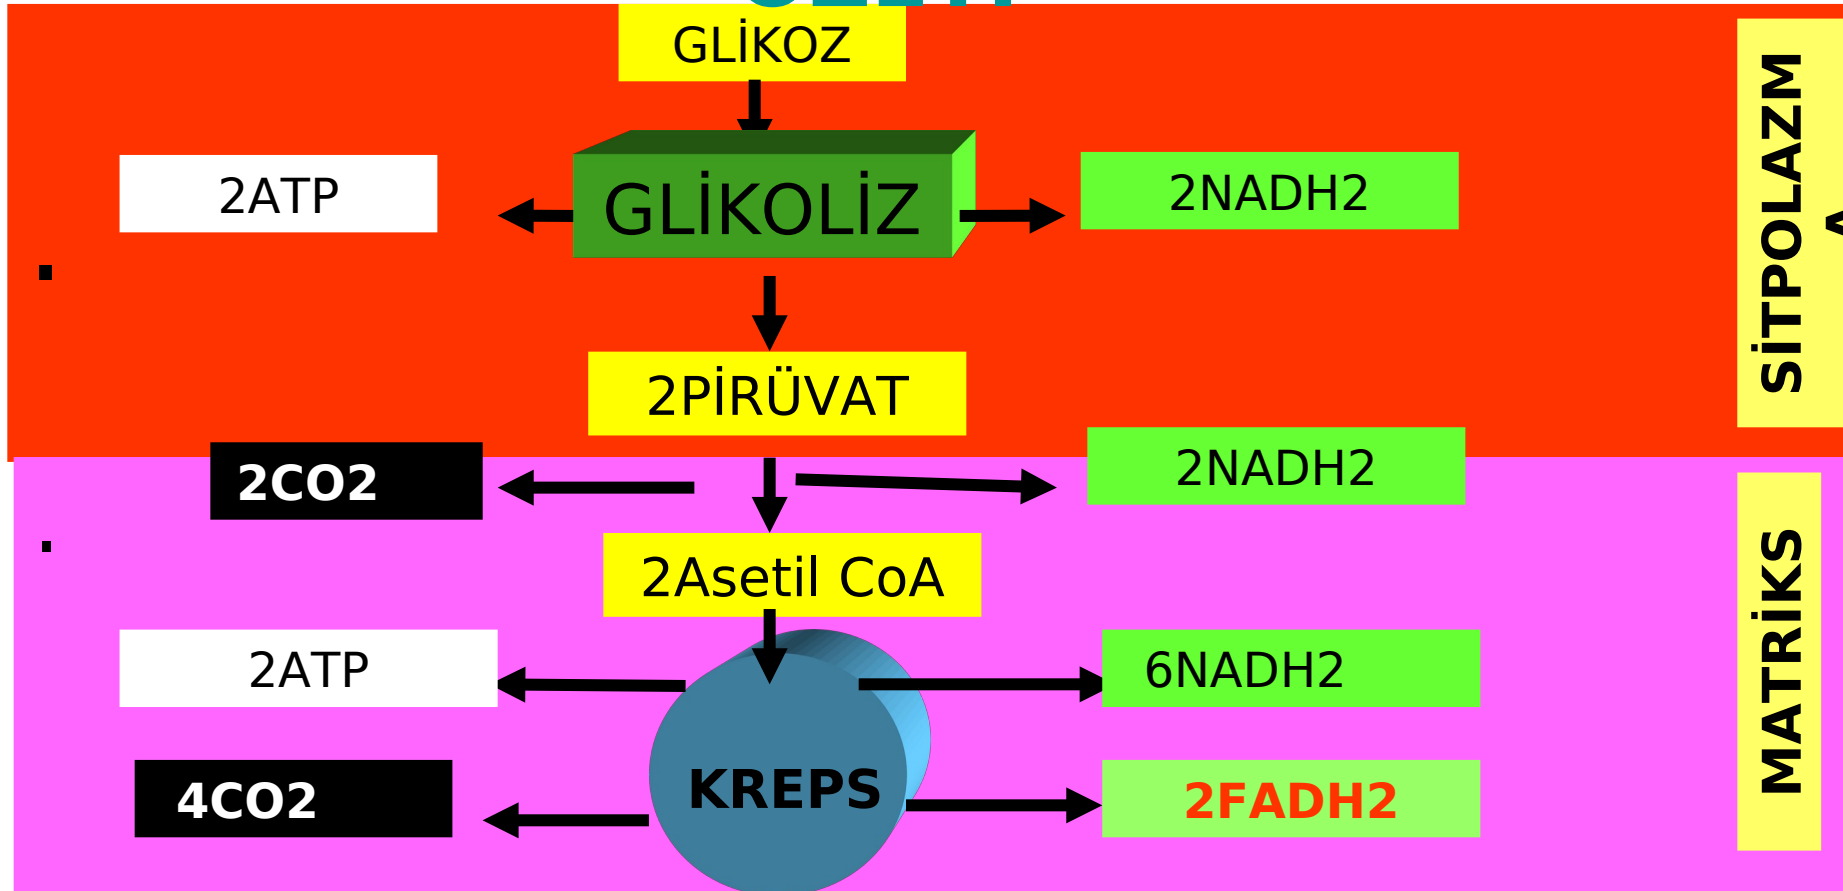 GLİKOZ
2ATP
GLİKOLİZ
2NADH2
2PİRÜVAT
2CO2
2NADH2
2Asetil CoA
2ATP
6NADH2
KREPS
4CO2
2FADH2
SİTPOLAZM
MATRİKS